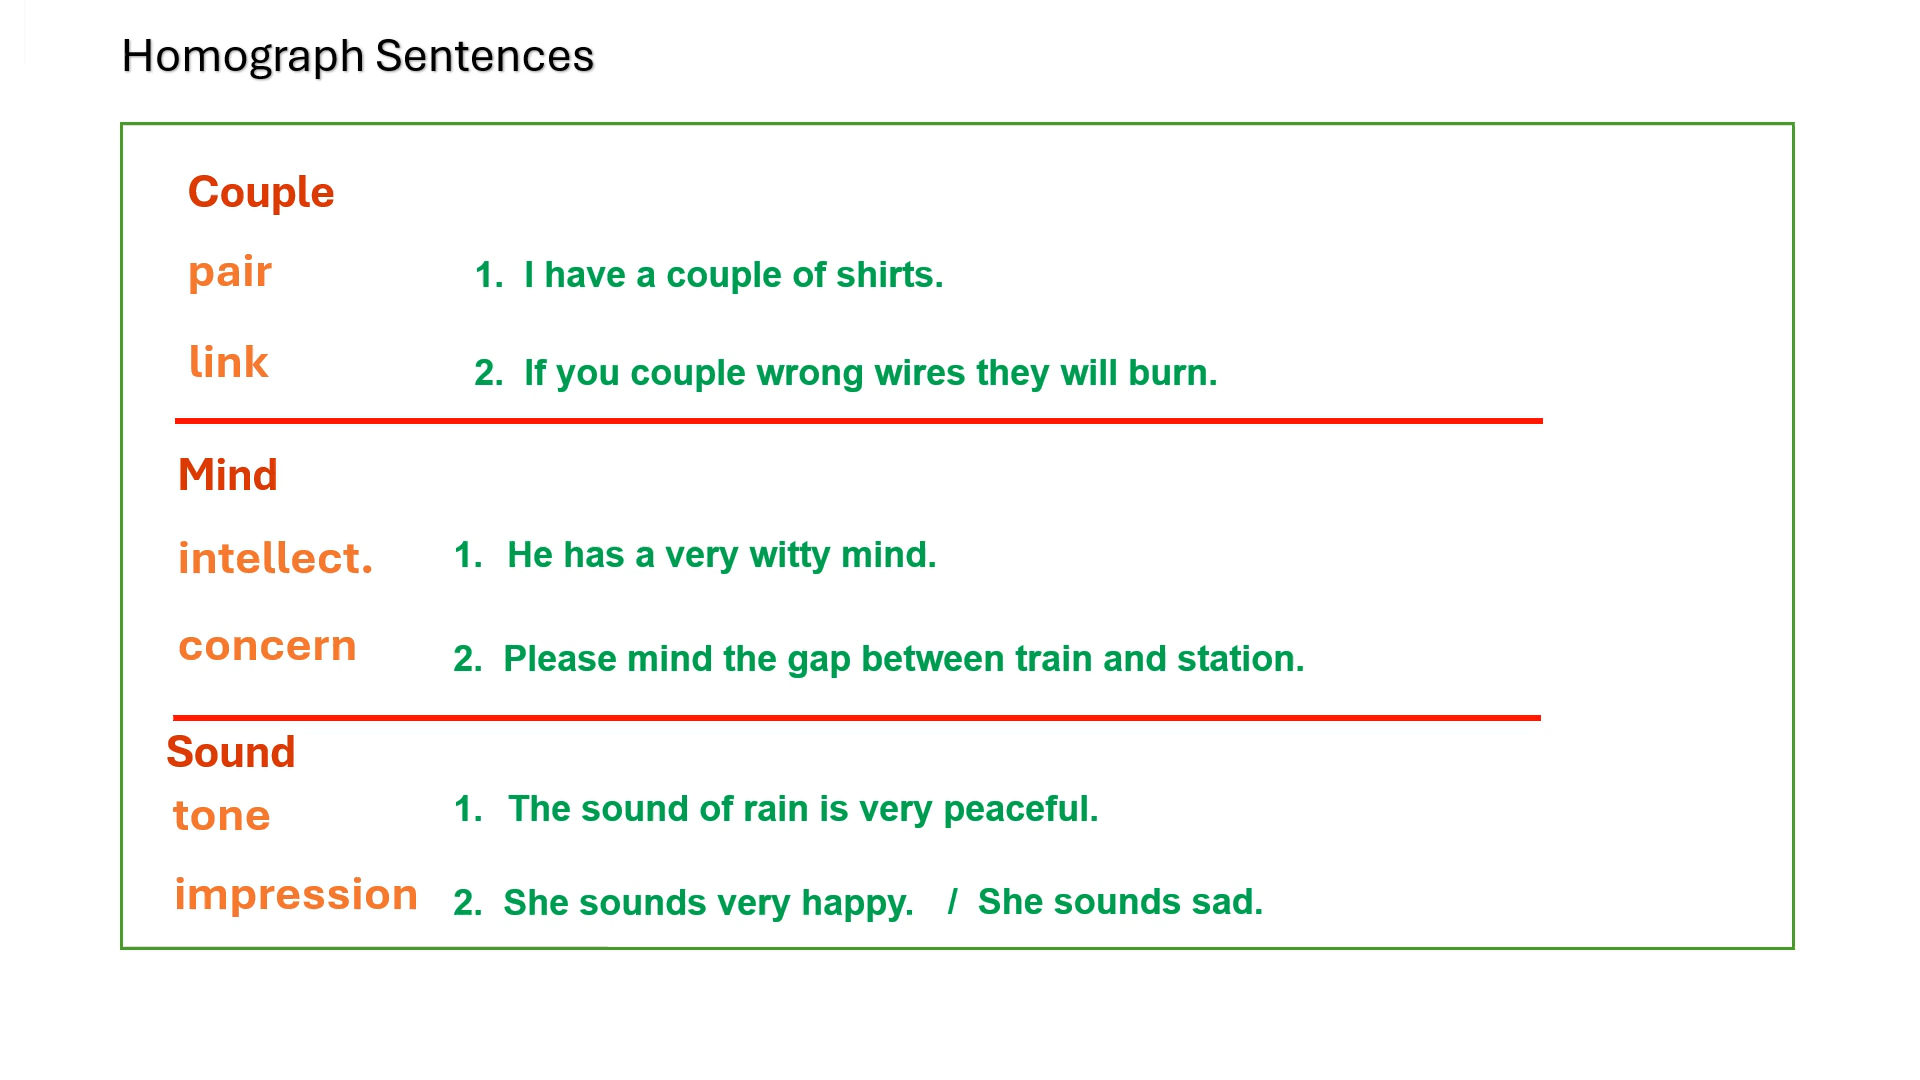 Homograph Sentences
Couple
pair
1. I have a couple of shirts.
link
2. If you couple wrong wires they will burn.
Mind
intellect.
1. He has a very witty mind.
concern
2. Please mind the gap between train and station.
Sound
tone
1. The sound of rain is very peaceful.
impression
2. She sounds very happy. / She sounds sad.